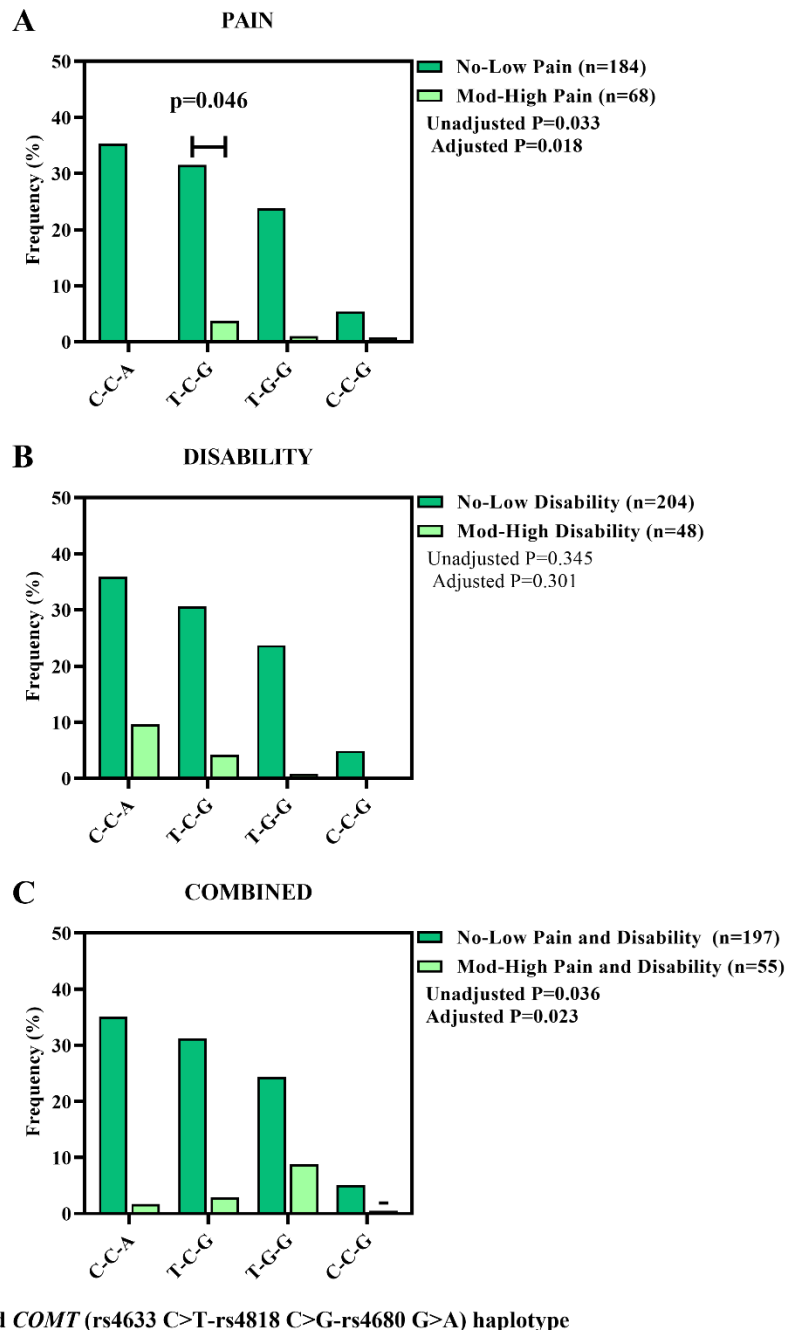 A
PAIN
50
40
30
20
10
0
Frequency (%)
p=0.046
No-Low Pain (n=184)
Mod-High Pain (n=68)
Unadjusted P=0.033
Adjusted P=0.018
C-C-A
T-C-G
T-G-G
C-C-G
B
DISABILITY
50
40
30
20
10
0
Frequency (%)
No-Low Disability (n=204)
Mod-High Disability (n=48)
Unadjusted P=0.345
Adjusted P=0.301
C-C-A
T-C-G
T-G-G
C-C-G
C
COMBINED
50
40
30
20
10
0
Frequency (%)
No-Low Pain and Disability (n=197)
Mod-High Pain and Disability (n=55)
Unadjusted P=0.036
Adjusted P=0.023
C-C-A
T-C-G
T-G-G
C-C-G
COMT (rs4633 C>T-rs4818 C>G-rs4680 G>A) haplotype